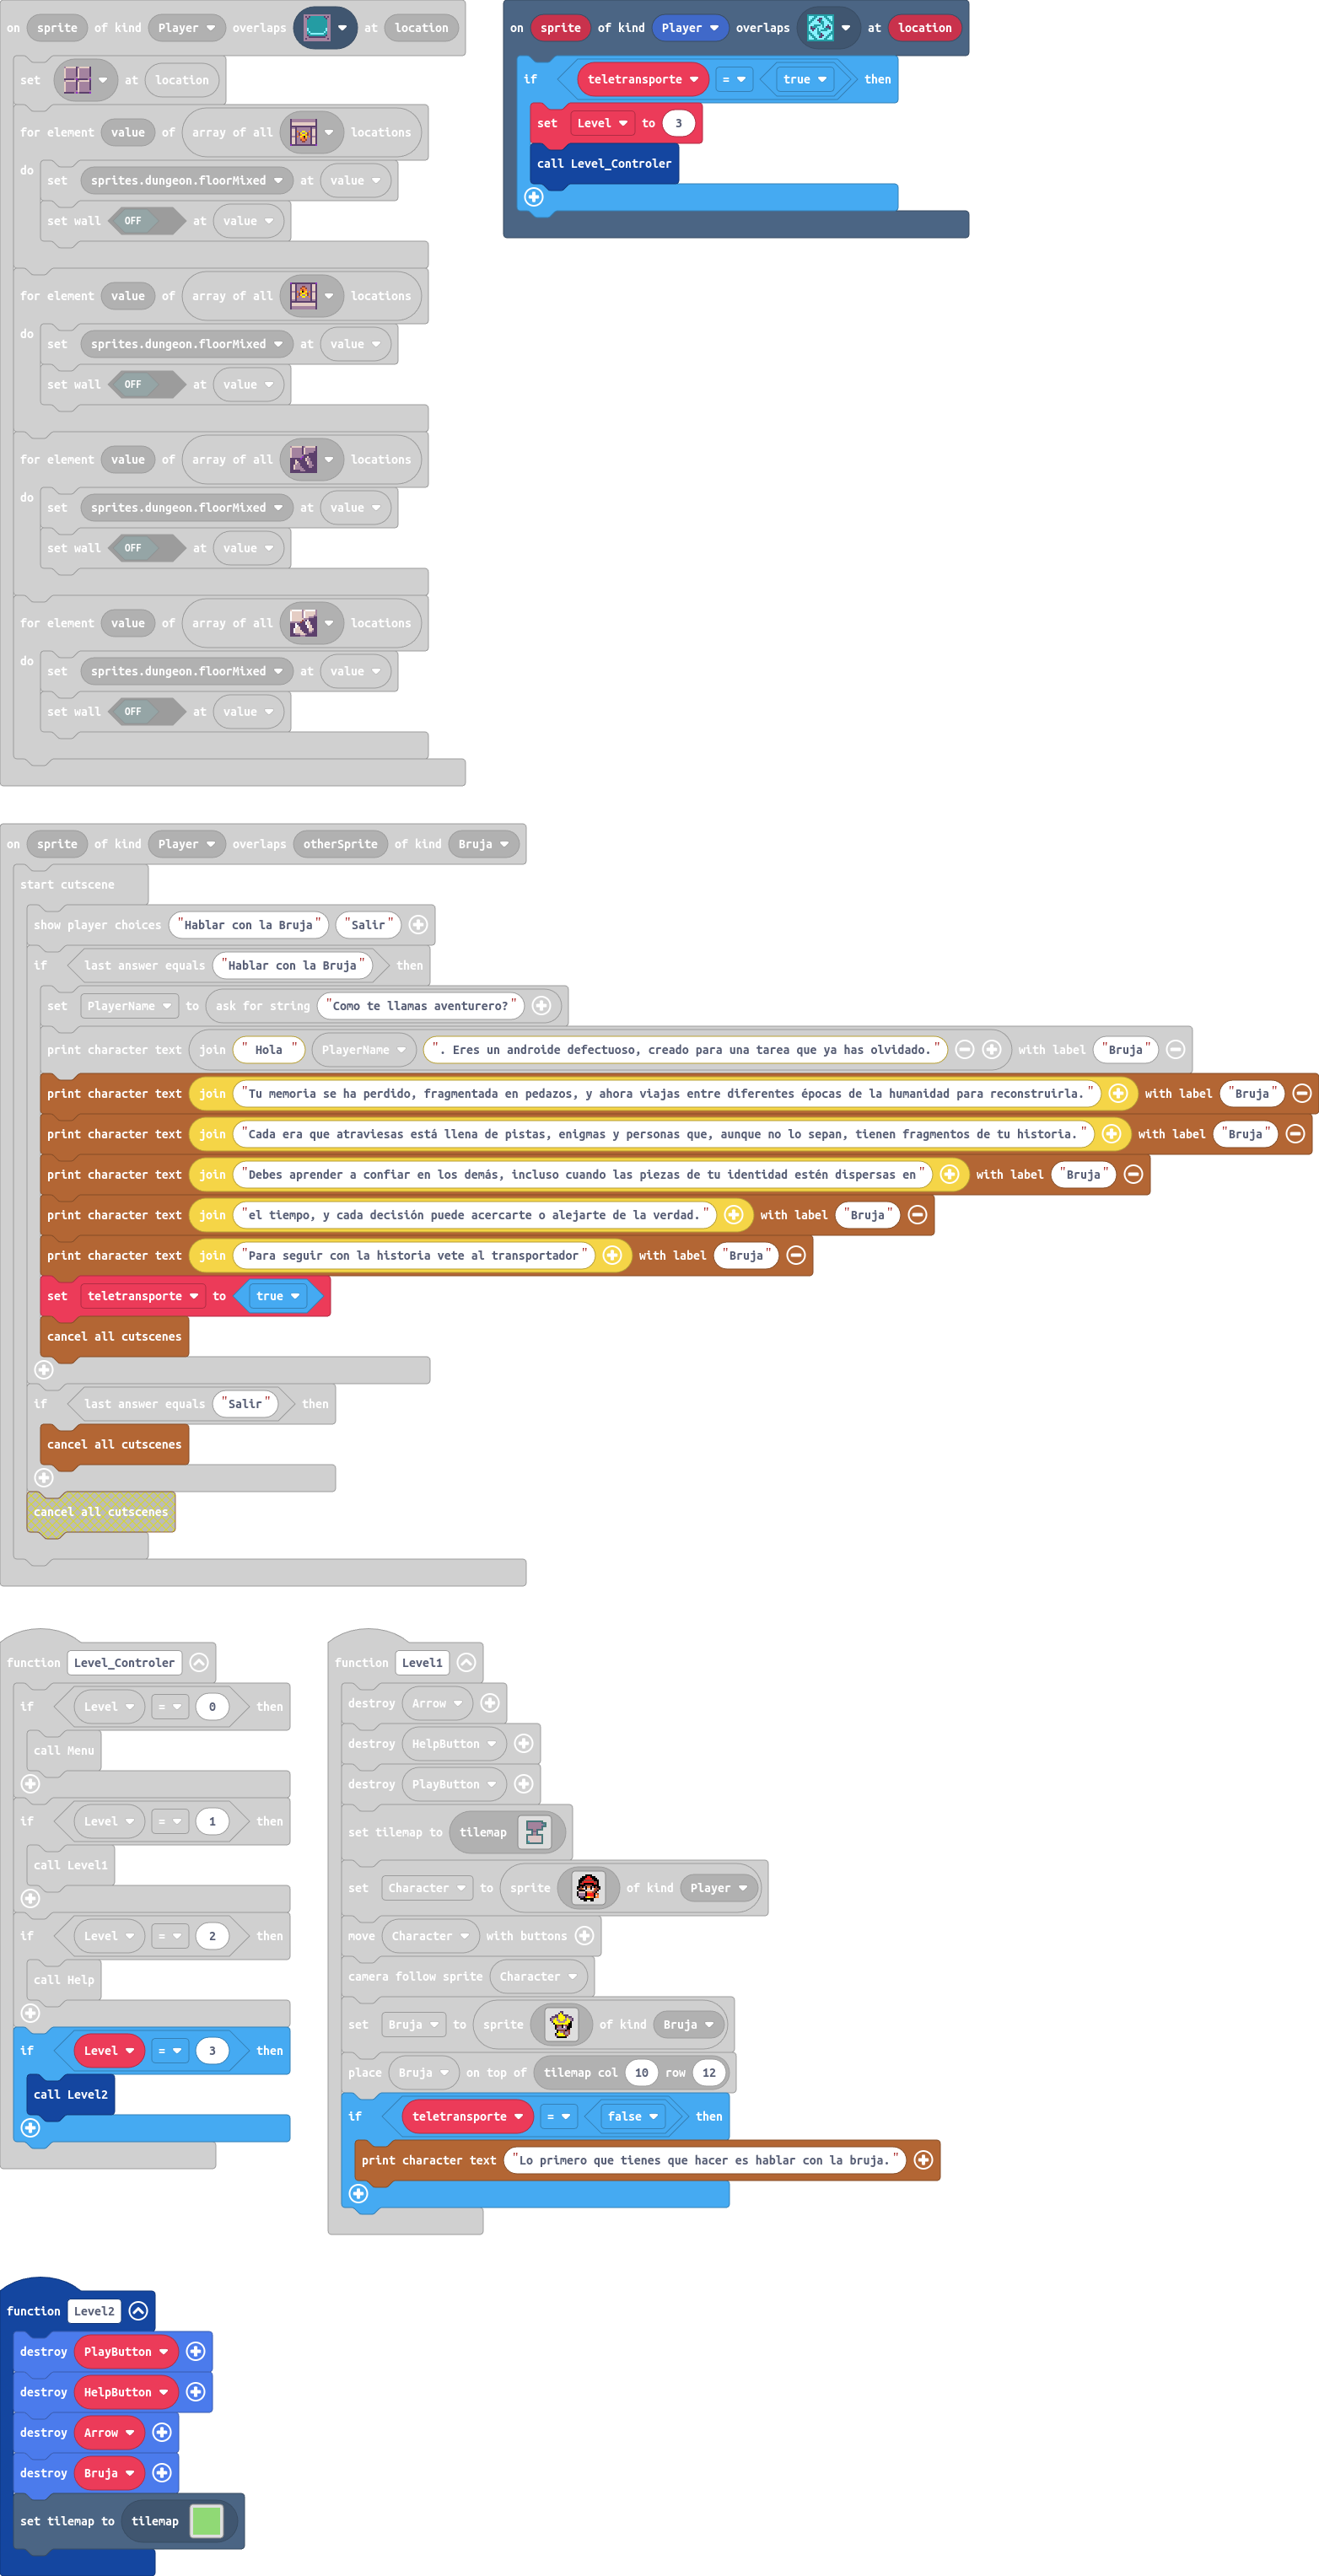 on sprite of kind Player overlaps at location
set at location
for element value of array of all locations
do
set sprites.dungeon.floorMixed at value
set wall OFF at value
for element value of array of all locations
do
set sprites.dungeon.floorMixed at value
set wall OFF at value
for element value of array of all locations
do
set sprites.dungeon.floorMixed at value
set wall OFF at value
for element value of array of all locations
do
set sprites.dungeon.floorMixed at value
set wall OFF at value
on sprite of kind Player overlaps at location
if teletransporte = true then
set Level to 3
call Level_Controler
on sprite of kind Player overlaps otherSprite of kind Bruja
start cutscene
show player choices "Hablar con la Bruja" "Salir"
if last answer equals "Hablar con la Bruja" then
set PlayerName to ask for string "Como te llamas aventurero?"
print character text join " Hola " PlayerName ". Eres un androide defectuoso, creado para una tarea que ya has olvidado." with label "Bruja"
print character text join "Tu memoria se ha perdido, fragmentada en pedazos, y ahora viajas entre diferentes épocas de la humanidad para reconstruirla." with label "Bruja"
print character text join "Cada era que atraviesas está llena de pistas, enigmas y personas que, aunque no lo sepan, tienen fragmentos de tu historia." with label "Bruja"
print character text join "Debes aprender a confiar en los demás, incluso cuando las piezas de tu identidad estén dispersas en" with label "Bruja"
print character text join "el tiempo, y cada decisión puede acercarte o alejarte de la verdad." with label "Bruja"
print character text join "Para seguir con la historia vete al transportador" with label "Bruja"
set teletransporte to true
cancel all cutscenes
if last answer equals "Salir" then
cancel all cutscenes
cancel all cutscenes
function Level_Controler
if Level = 0 then
call Menu
if Level = 1 then
call Level1
if Level = 2 then
call Help
if Level = 3 then
call Level2
function Level1
destroy Arrow
destroy HelpButton
destroy PlayButton
set tilemap to tilemap
set Character to sprite of kind Player
move Character with buttons
camera follow sprite Character
set Bruja to sprite of kind Bruja
place Bruja on top of tilemap col 10 row 12
if teletransporte = false then
print character text "Lo primero que tienes que hacer es hablar con la bruja."
function Level2
destroy PlayButton
destroy HelpButton
destroy Arrow
destroy Bruja
set tilemap to tilemap